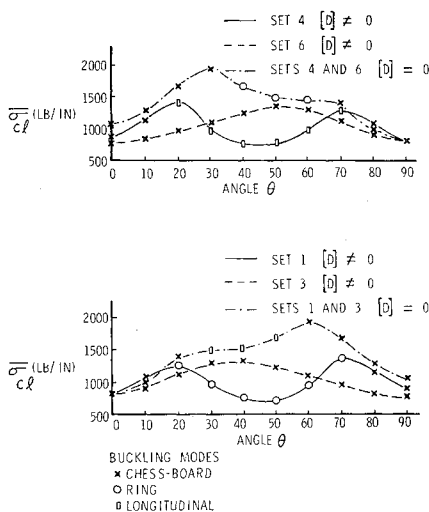 SET 4 [D] ≠ 0
SET 6 [D] ≠ 0
SETS 4 AND 6 [D] = 0
2000
1500
1000
500
σ̅cℓ (LB/IN)
0 10 20 30 40 50 60 70 80 90
ANGLE θ
SET 1 [D] ≠ 0
SET 3 [D] ≠ 0
SETS 1 AND 3 [D] = 0
2000
1500
1000
500
σ̅cℓ (LB/IN)
0 10 20 30 40 50 60 70 80 90
ANGLE θ
BUCKLING MODES
× CHESS-BOARD
○ RING
▯ LONGITUDINAL